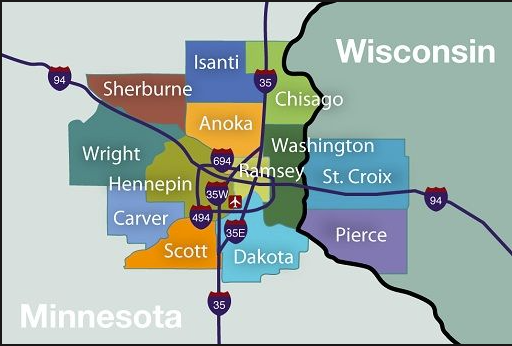 Wisconsin
Isanti
94
35
Sherburne
Chisago
Anoka
Washington
Wright
694
Ramsey
St. Croix
Hennepin
35W
94
Carver
494
35E
Pierce
Scott
Dakota
35
Minnesota